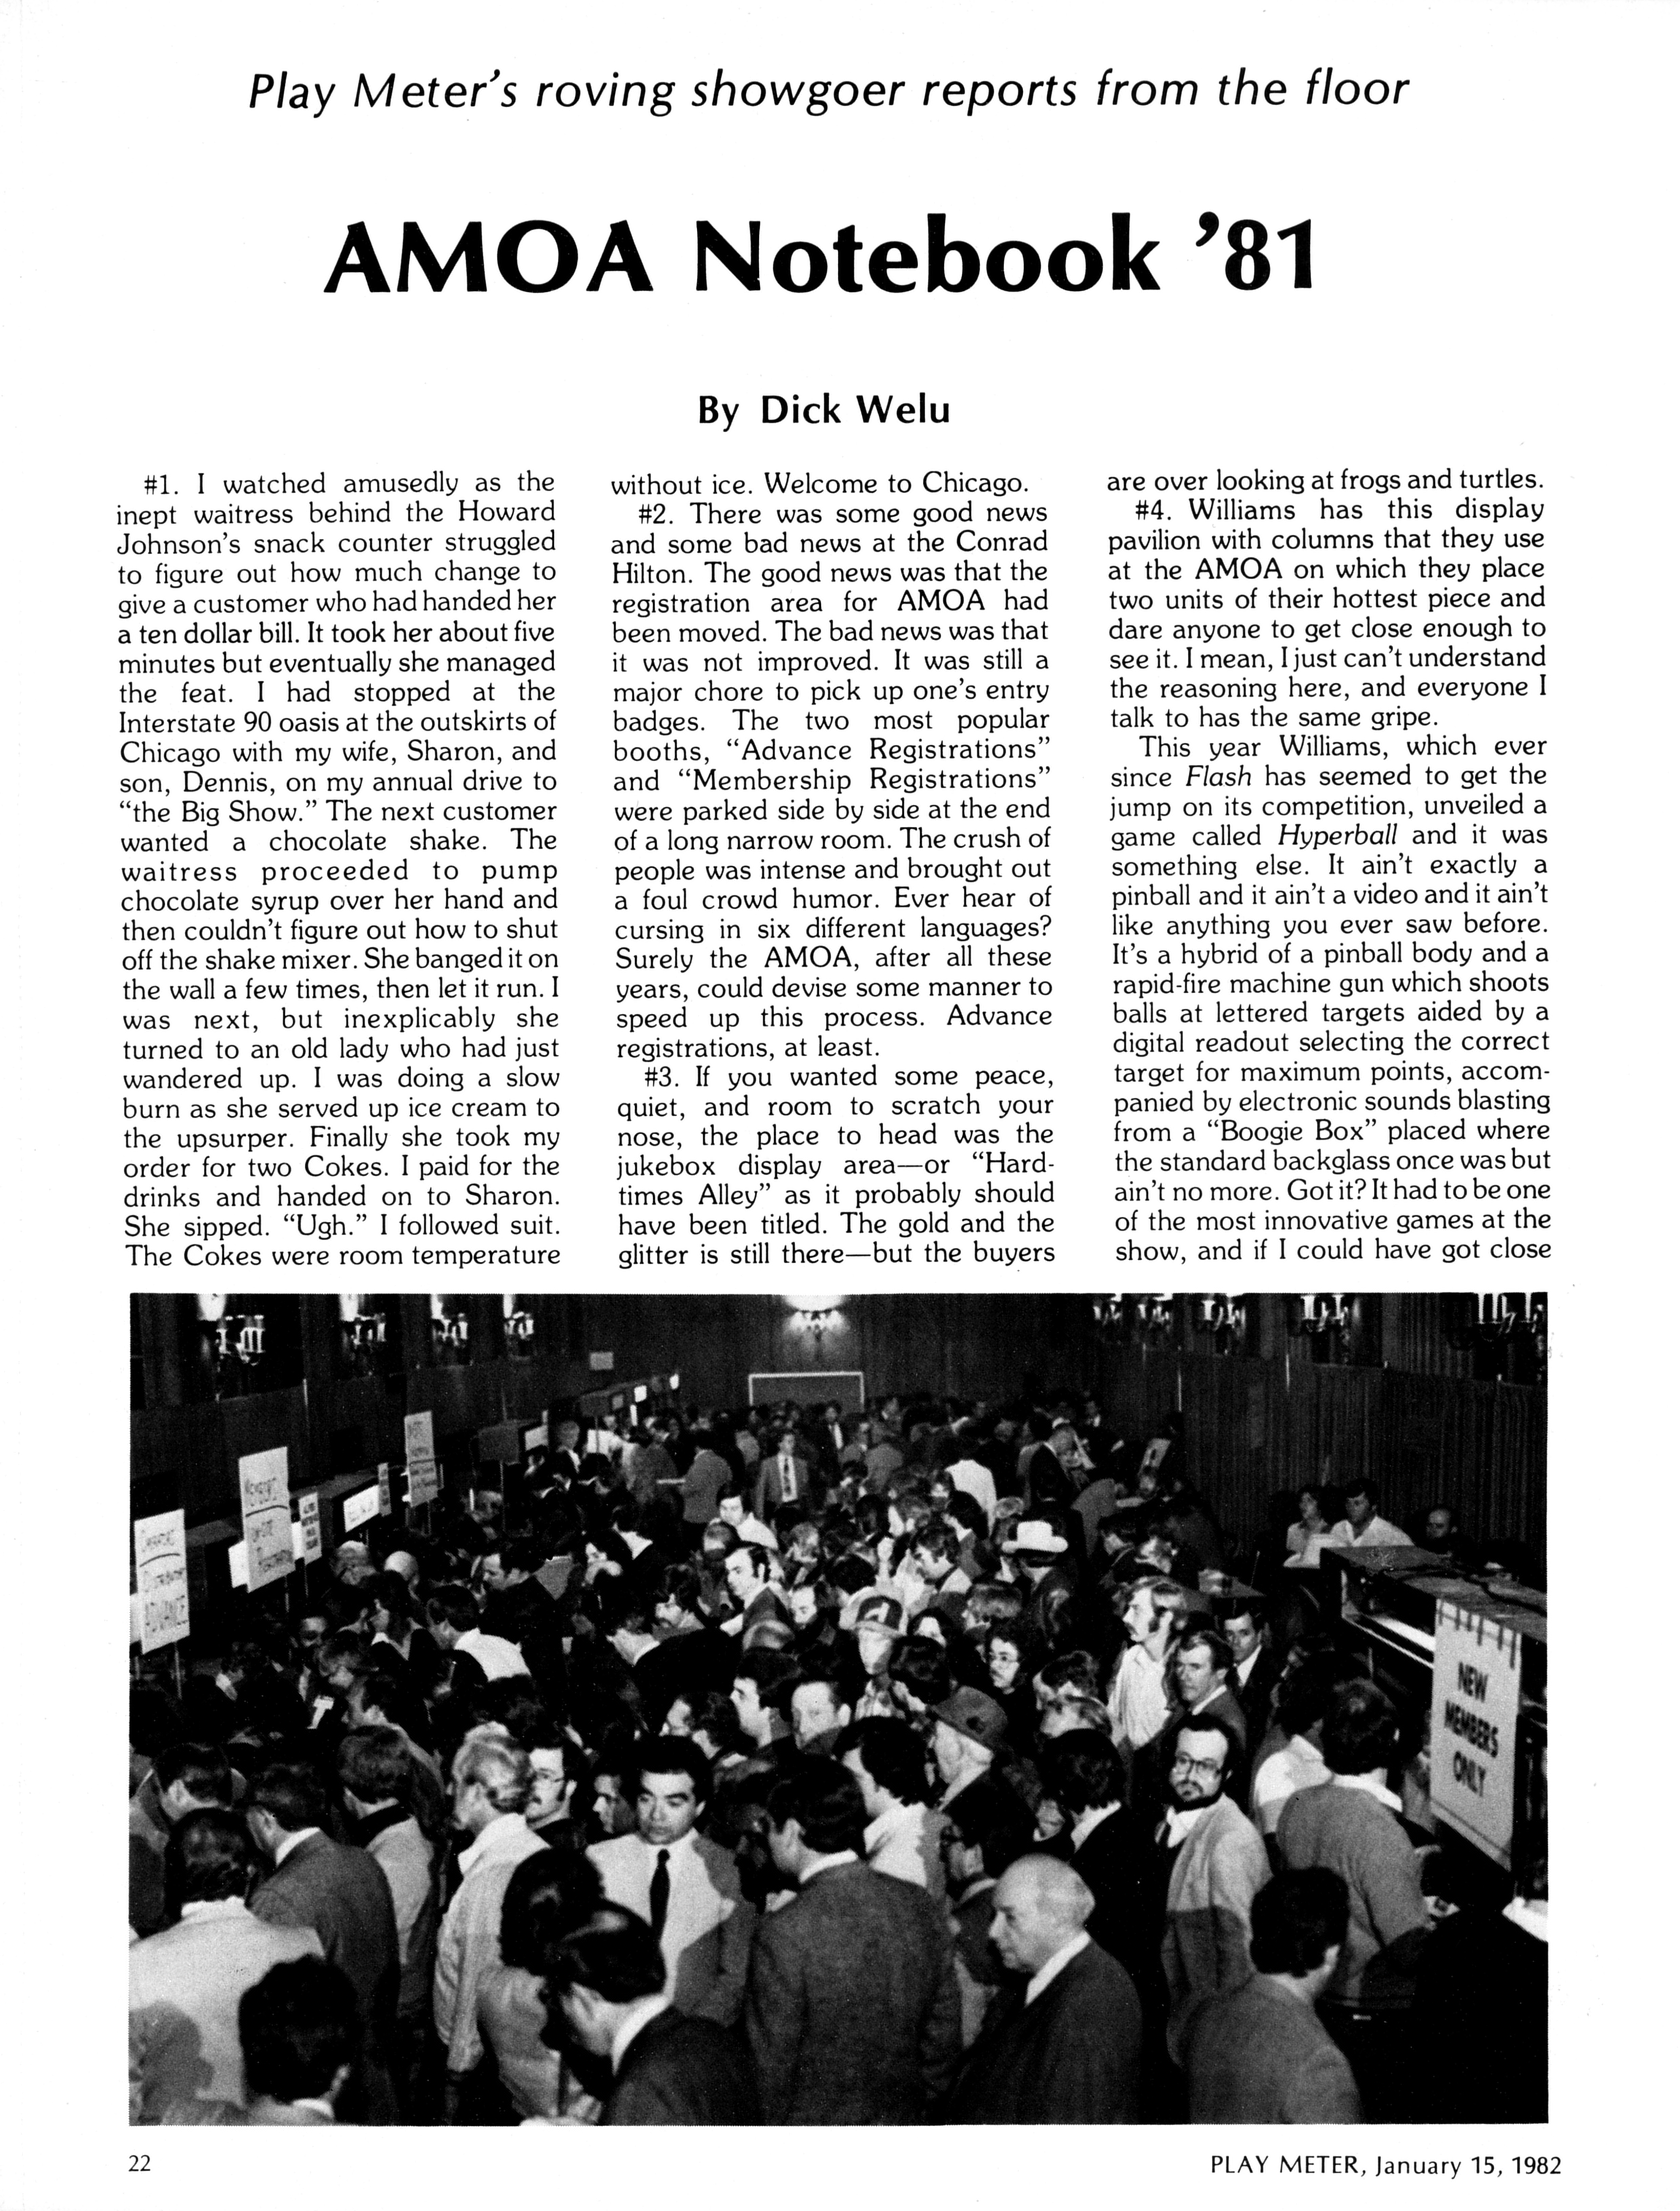 Play Meter's roving showgoer reports from the floor
AMOA Notebook ’81
By Dick Welu
#1. I watched amusedly as the
inept waitress behind the Howard
Johnson's snack counter struggled
to figure out how much change to
give a customer who had handed her
a ten dollar bill. It took her about five
minutes but eventually she managed
the feat. I had stopped at the
Interstate 90 oasis at the outskirts of
Chicago with my wife, Sharon, and
son, Dennis, on my annual drive to
“the Big Show.” The next customer
wanted a chocolate shake. The
waitress proceeded to pump
chocolate syrup over her hand and
then couldn't figure out how to shut
off the shake mixer. She banged it on
the wall a few times, then let it run. I
was next, but inexplicably she
turned to an old lady who had just
wandered up. I was doing a slow
burn as she served up ice cream to
the upsurper. Finally she took my
order for two Cokes. I paid for the
drinks and handed on to Sharon.
She sipped. “Ugh.” I followed suit.
The Cokes were room temperature
without ice. Welcome to Chicago.
#2. There was some good news
and some bad news at the Conrad
Hilton. The good news was that the
registration area for AMOA had
been moved. The bad news was that
it was not improved. It was still a
major chore to pick up one's entry
badges. The two most popular
booths, “Advance Registrations”
and “Membership Registrations”
were parked side by side at the end
of a long narrow room. The crush of
people was intense and brought out
a foul crowd humor. Ever hear of
cursing in six different languages?
Surely the AMOA, after all these
years, could devise some manner to
speed up this process. Advance
registrations, at least.
#3. If you wanted some peace,
quiet, and room to scratch your
nose, the place to head was the
jukebox display area—or “Hard-
times Alley” as it probably should
have been titled. The gold and the
glitter is still there—but the buyers
are over looking at frogs and turtles.
#4. Williams has this display
pavilion with columns that they use
at the AMOA on which they place
two units of their hottest piece and
dare anyone to get close enough to
see it. I mean, I just can't understand
the reasoning here, and everyone I
talk to has the same gripe.
This year Williams, which ever
since Flash has seemed to get the
jump on its competition, unveiled a
game called Hyperball and it was
something else. It ain't exactly a
pinball and it ain't a video and it ain't
like anything you ever saw before.
It's a hybrid of a pinball body and a
rapid-fire machine gun which shoots
balls at lettered targets aided by a
digital readout selecting the correct
target for maximum points, accom-
panied by electronic sounds blasting
from a “Boogie Box” placed where
the standard backglass once was but
ain't no more. Got it? It had to be one
of the most innovative games at the
show, and if I could have got close
ADVANCE
NEW
MEMBERS
ONLY
22
PLAY METER, January 15, 1982